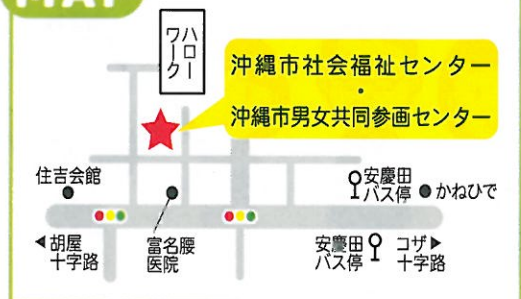 MAP
ハロー
ワーク
沖縄市社会福祉センター
・
沖縄市男女共同参画センター
住吉会館
安慶田
バス停
かねひで
◀胡屋
十字路
富名腰
医院
安慶田
バス停
コザ▶
十字路